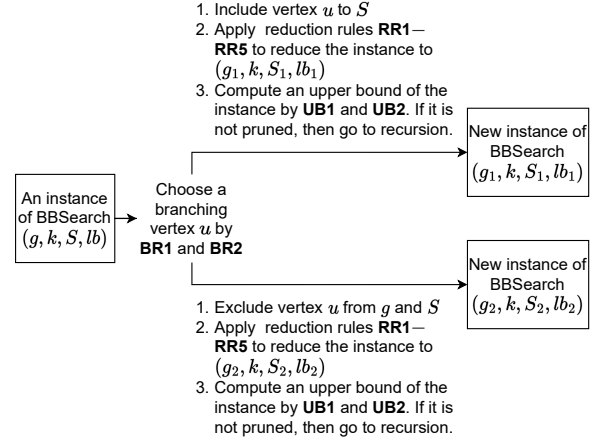 1. Include vertex u to S
2. Apply reduction rules RR1−
RR5 to reduce the instance to
(g₁, k, S₁, lb₁)
3. Compute an upper bound of the
instance by UB1 and UB2. If it is
not pruned, then go to recursion.
New instance of
BBSearch
(g₁, k, S₁, lb₁)
An instance
of BBSearch
(g, k, S, lb)
Choose a
branching
vertex u by
BR1 and BR2
New instance of
BBSearch
(g₂, k, S₂, lb₂)
1. Exclude vertex u from g and S
2. Apply reduction rules RR1−
RR5 to reduce the instance to
(g₂, k, S₂, lb₂)
3. Compute an upper bound of the
instance by UB1 and UB2. If it is
not pruned, then go to recursion.